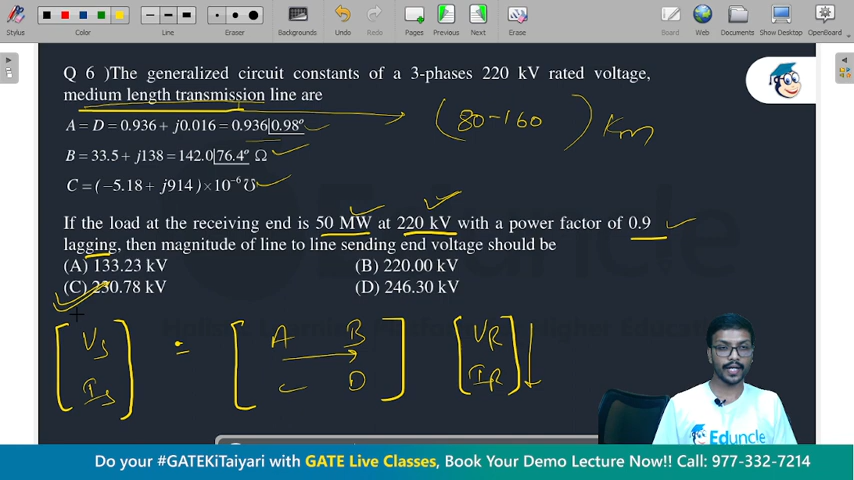 Stylus
Line
Eraser
Backgrounds
Undo
Redo
Pages
Previous
Next
Erase
Board
Web
Documents
Show Desktop
OpenBoard
Q 6 )The generalized circuit constants of a 3-phases 220 kV rated voltage,
medium length transmission line are
A = D = 0.936 + j0.016 = 0.936|0.98°
(80-160) Km
B = 33.5 + j138 = 142.0|76.4° Ω
C = (−5.18 + j914) × 10⁻⁶ ℧
If the load at the receiving end is 50 MW at 220 kV with a power factor of 0.9
lagging, then magnitude of line to line sending end voltage should be
(A) 133.23 kV
(B) 220.00 kV
(C) 230.78 kV
(D) 246.30 kV
[Vs = [A B [VR
Is] C D] IR]
Eduncle
Do your #GATEKiTaiyari with GATE Live Classes, Book Your Demo Lecture Now!! Call: 977-332-7214